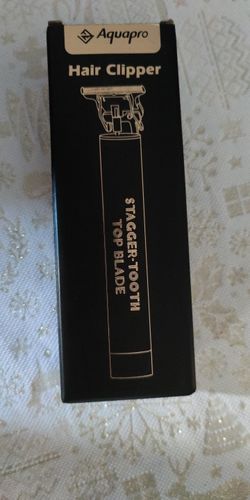 Aquapro
Hair Clipper
STAGGER-TOOTH
TOP BLADE